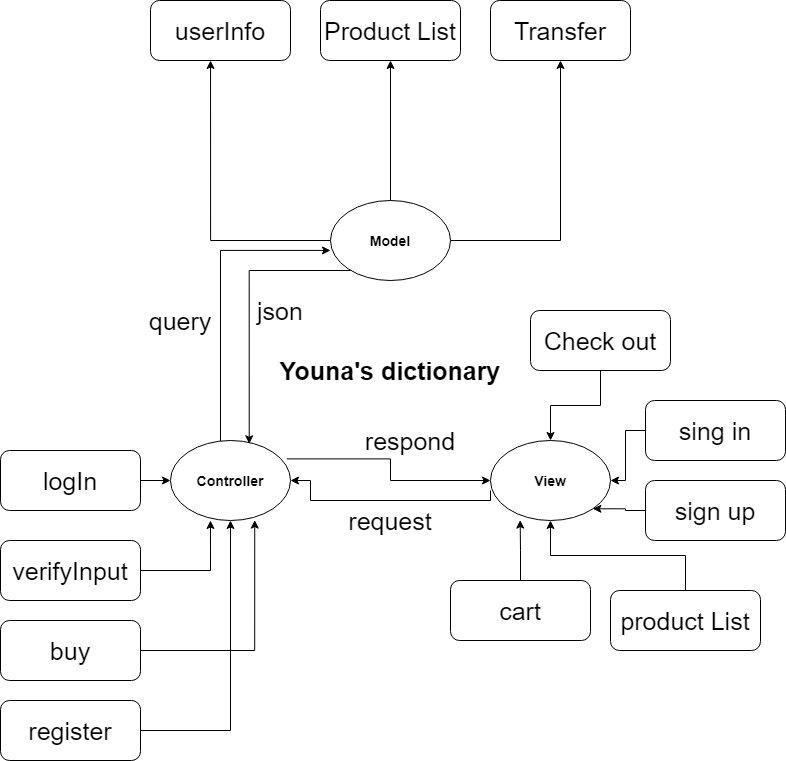 userInfo
Product List
Transfer
Model
query
json
Check out
Youna's dictionary
sing in
respond
logIn
Controller
View
sign up
request
verifyInput
cart
product List
buy
register